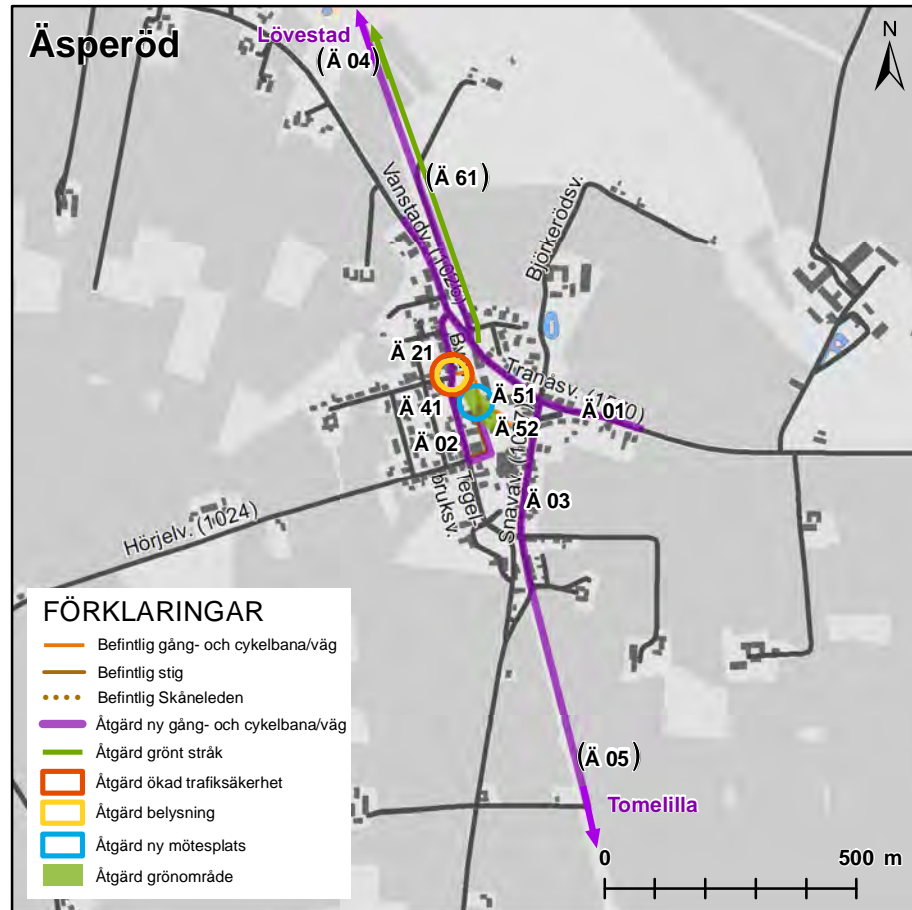 Äsperöd
Lövestad
(Ä 04)
N
(Ä 61)
Vanstadv. (1026)
Björkerödsv.
Ä 21
Tranåsv.
Ä 51
Ä 01
Ä 41
Ä 52
Ä 02
Snavav.
Ä 03
Tegel-
bruksv.
Hörjelv. (1024)
(Ä 05)
Tomelilla
0 500 m
FÖRKLARINGAR
Befintlig gång- och cykelbana/väg
Befintlig stig
Befintlig Skåneleden
Åtgärd ny gång- och cykelbana/väg
Åtgärd grönt stråk
Åtgärd ökad trafiksäkerhet
Åtgärd belysning
Åtgärd ny mötesplats
Åtgärd grönområde